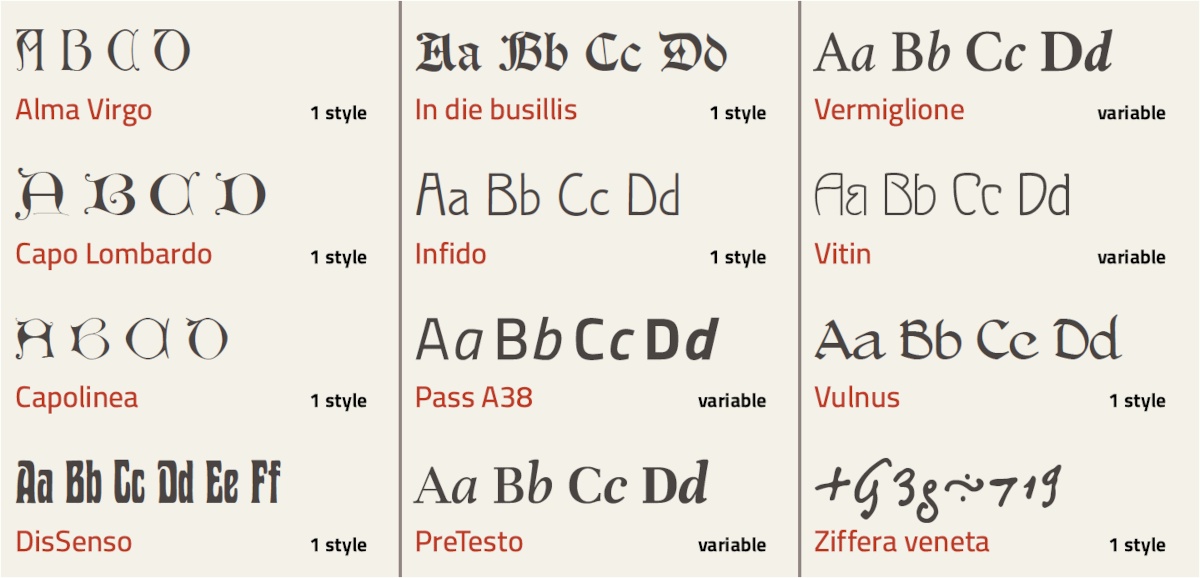 A B C D
Alma Virgo 1 style
A B C D
Capo Lombardo 1 style
A B C D
Capolinea 1 style
Aa Bb Cc Dd Ee Ff
DisSenso 1 style
Aa Bb Cc Dd
In die busillis 1 style
Aa Bb Cc Dd
Infido 1 style
Aa Bb Cc Dd
Pass A38 variable
Aa Bb Cc Dd
PreTesto variable
Aa Bb Cc Dd
Vermiglione variable
Aa Bb Cc Dd
Vitin variable
Aa Bb Cc Dd
Vulnus 1 style
Ziffera veneta 1 style